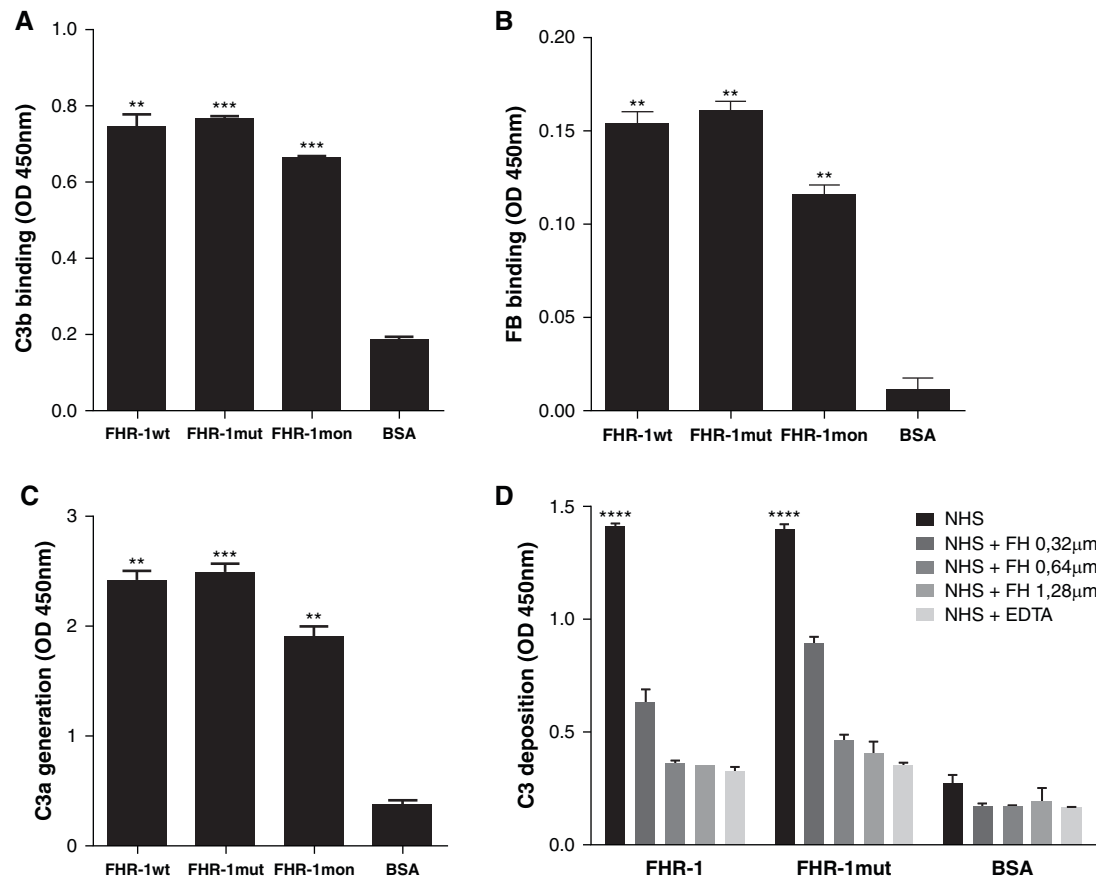 A
C3b binding (OD 450nm)
1.0
0.8
0.6
0.4
0.2
0.0
**
***
***
FHR-1wt FHR-1mut FHR-1mon BSA
B
FB binding (OD 450nm)
0.20
0.15
0.10
0.05
0.00
**
**
**
FHR-1wt FHR-1mut FHR-1mon BSA
C
C3a generation (OD 450nm)
3
2
1
0
**
***
**
FHR-1wt FHR-1mut FHR-1mon BSA
D
C3 deposition (OD 450nm)
1.5
1.0
0.5
0.0
****
****
NHS
NHS + FH 0,32µm
NHS + FH 0,64µm
NHS + FH 1,28µm
NHS + EDTA
FHR-1 FHR-1mut BSA